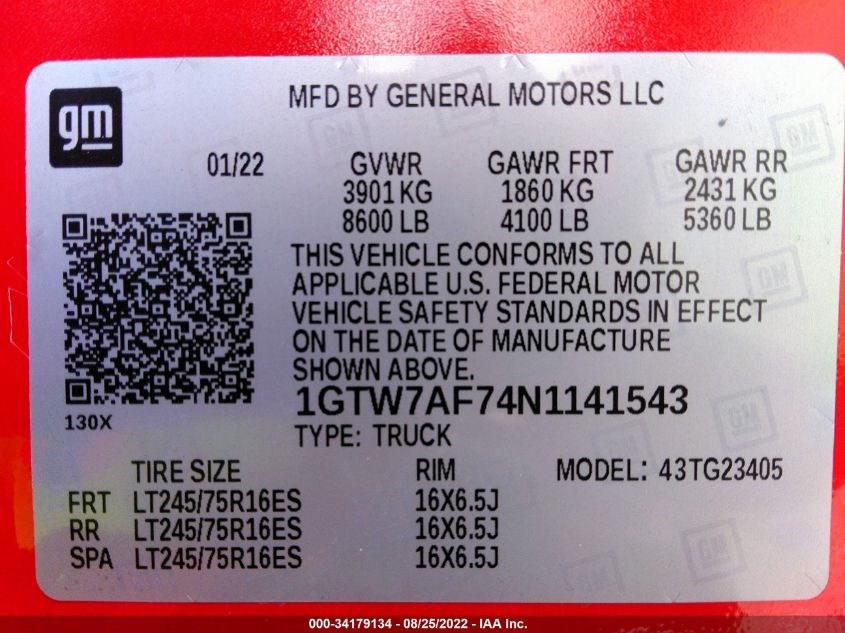 gm
MFD BY GENERAL MOTORS LLC
01/22 GVWR GAWR FRT GAWR RR
3901 KG 1860 KG 2431 KG
8600 LB 4100 LB 5360 LB
THIS VEHICLE CONFORMS TO ALL
APPLICABLE U.S. FEDERAL MOTOR
VEHICLE SAFETY STANDARDS IN EFFECT
ON THE DATE OF MANUFACTURE
SHOWN ABOVE.
130X
1GTW7AF74N1141543
TYPE: TRUCK
TIRE SIZE RIM MODEL: 43TG23405
FRT LT245/75R16ES 16X6.5J
RR LT245/75R16ES 16X6.5J
SPA LT245/75R16ES 16X6.5J
000-34179134 - 08/25/2022 - IAA Inc.